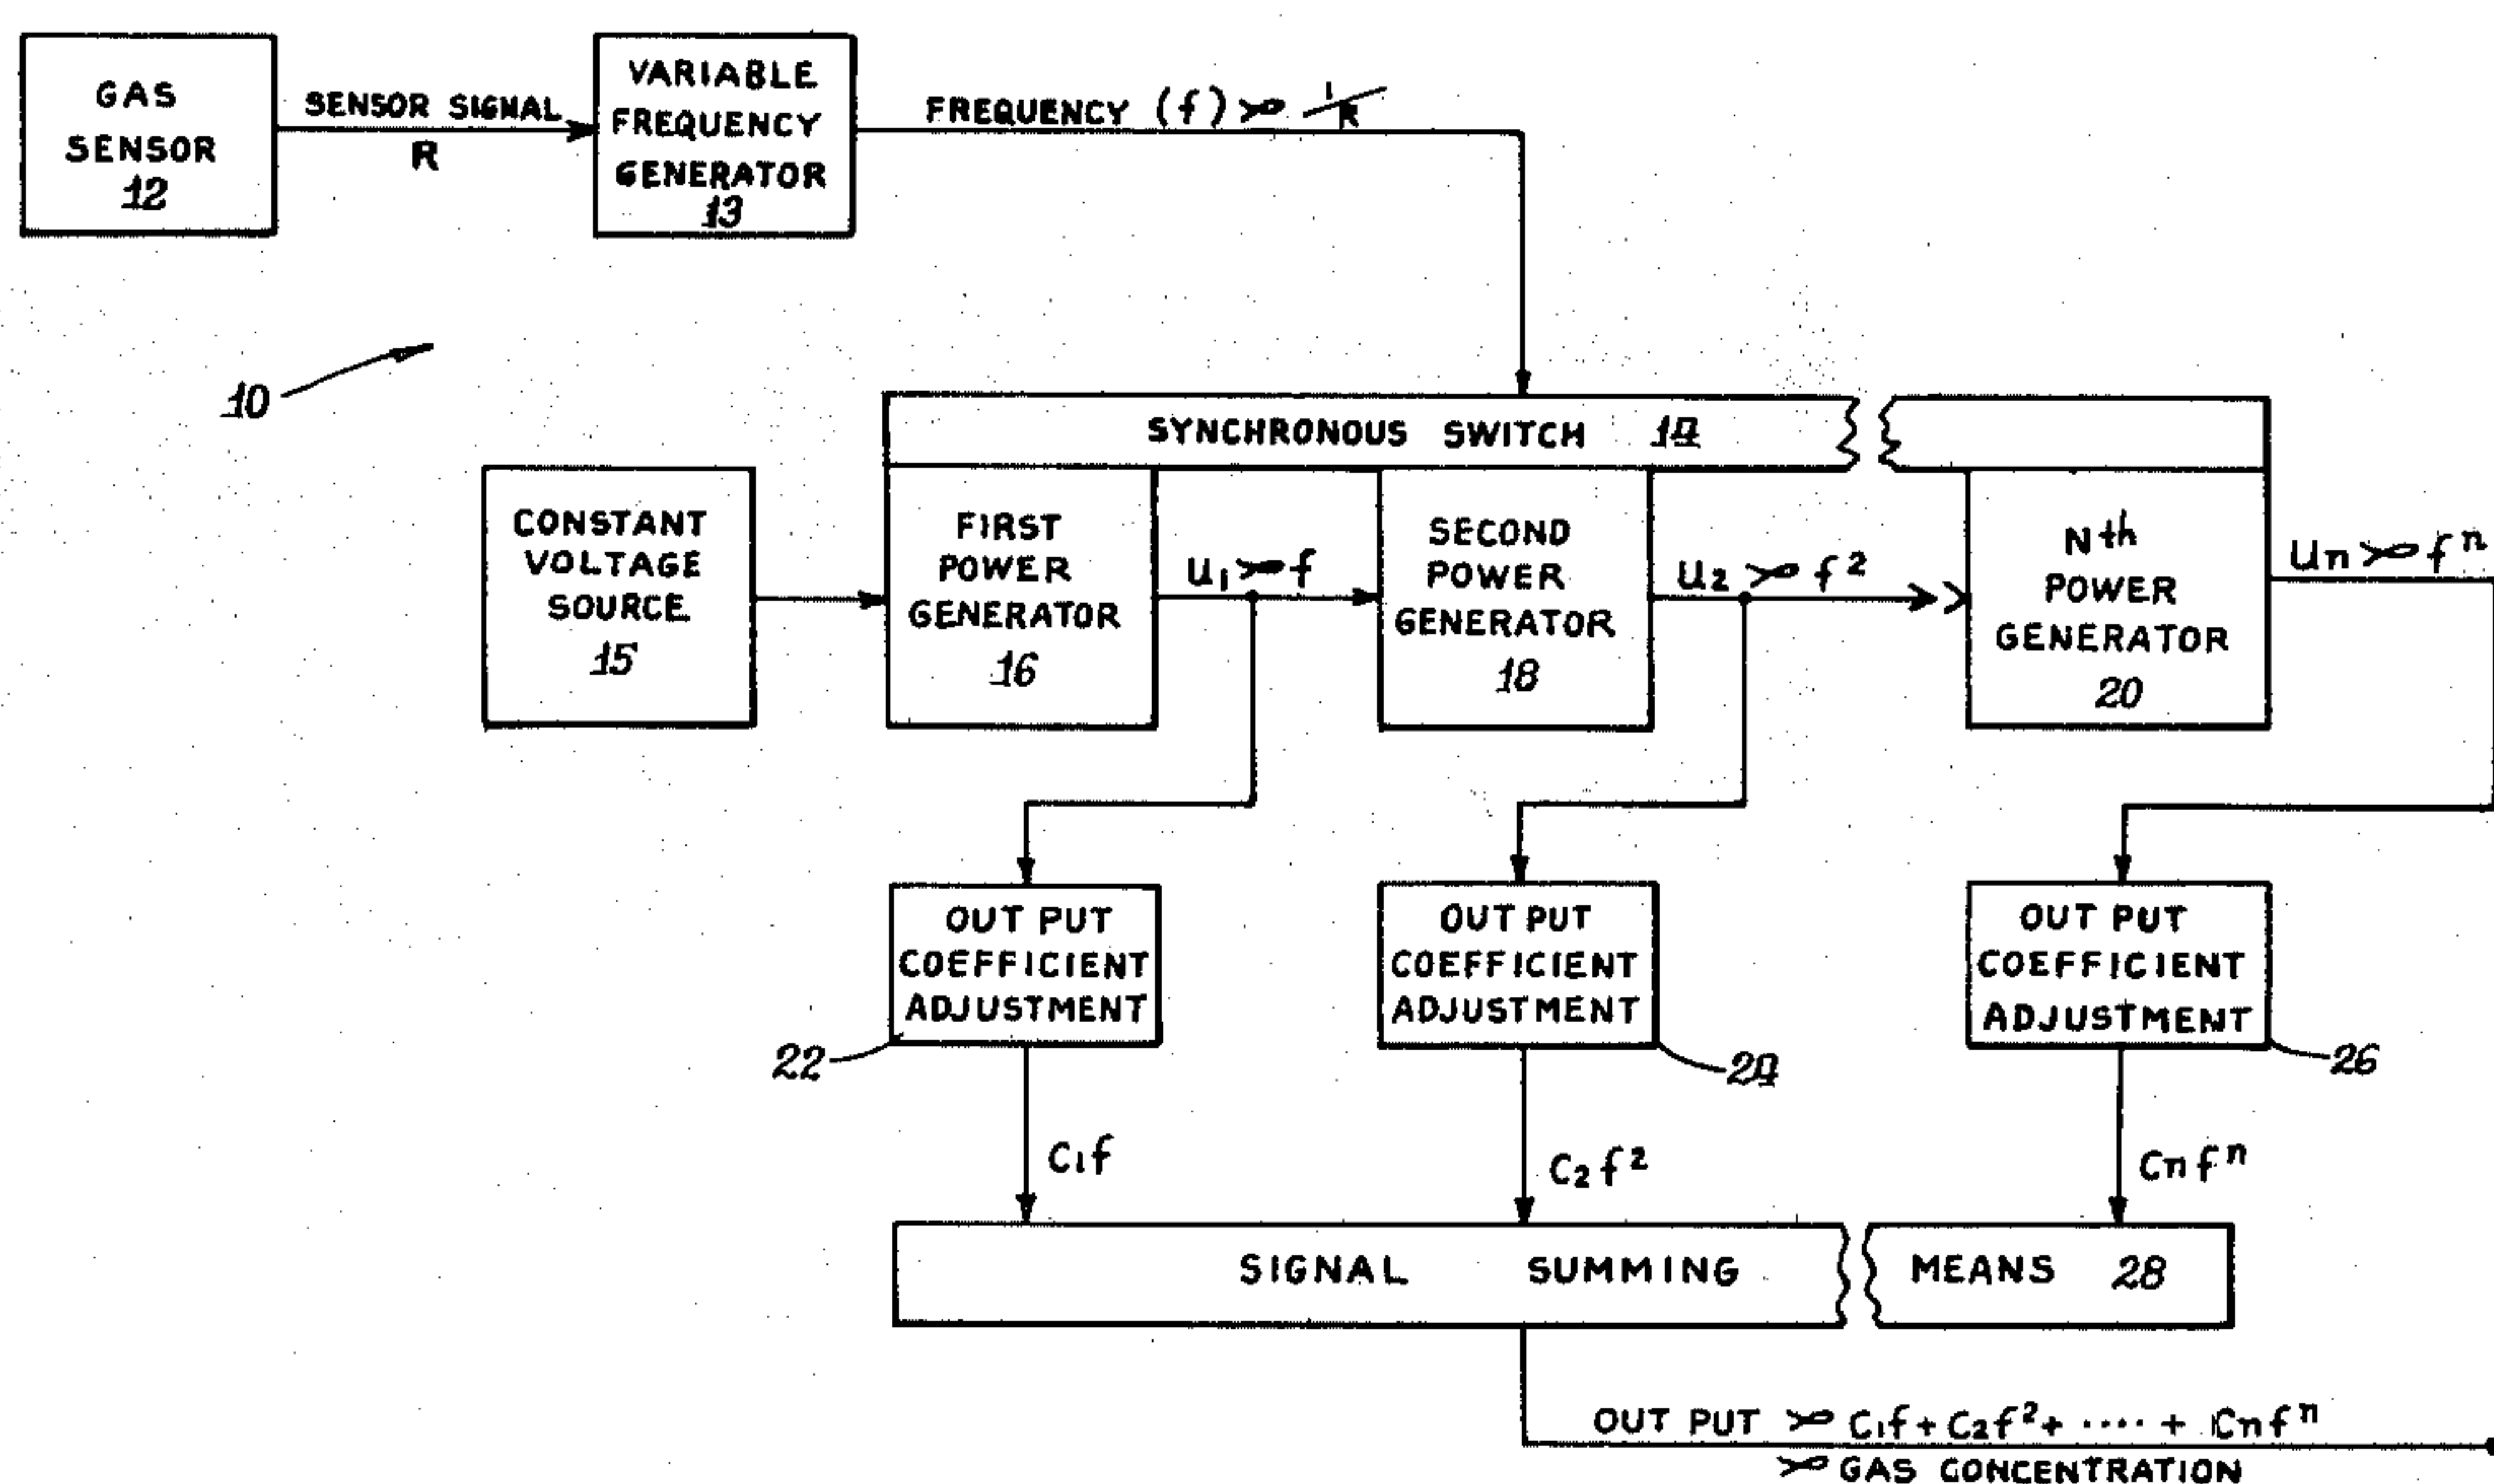 GAS
SENSOR
12
SENSOR SIGNAL
R
VARIABLE
FREQUENCY
GENERATOR
13
FREQUENCY (f) ∝ 1/R
10
SYNCHRONOUS SWITCH 14
CONSTANT
VOLTAGE
SOURCE
15
FIRST
POWER
GENERATOR
16
u₁ ∝ f
SECOND
POWER
GENERATOR
18
u₂ ∝ f²
Nth
POWER
GENERATOR
20
un ∝ fⁿ
OUT PUT
COEFFICIENT
ADJUSTMENT
22
OUT PUT
COEFFICIENT
ADJUSTMENT
24
OUT PUT
COEFFICIENT
ADJUSTMENT
26
C₁f
C₂f²
Cnfⁿ
SIGNAL SUMMING MEANS 28
OUT PUT ∝ C₁f + C₂f² + ···· + Cnfⁿ
∝ GAS CONCENTRATION